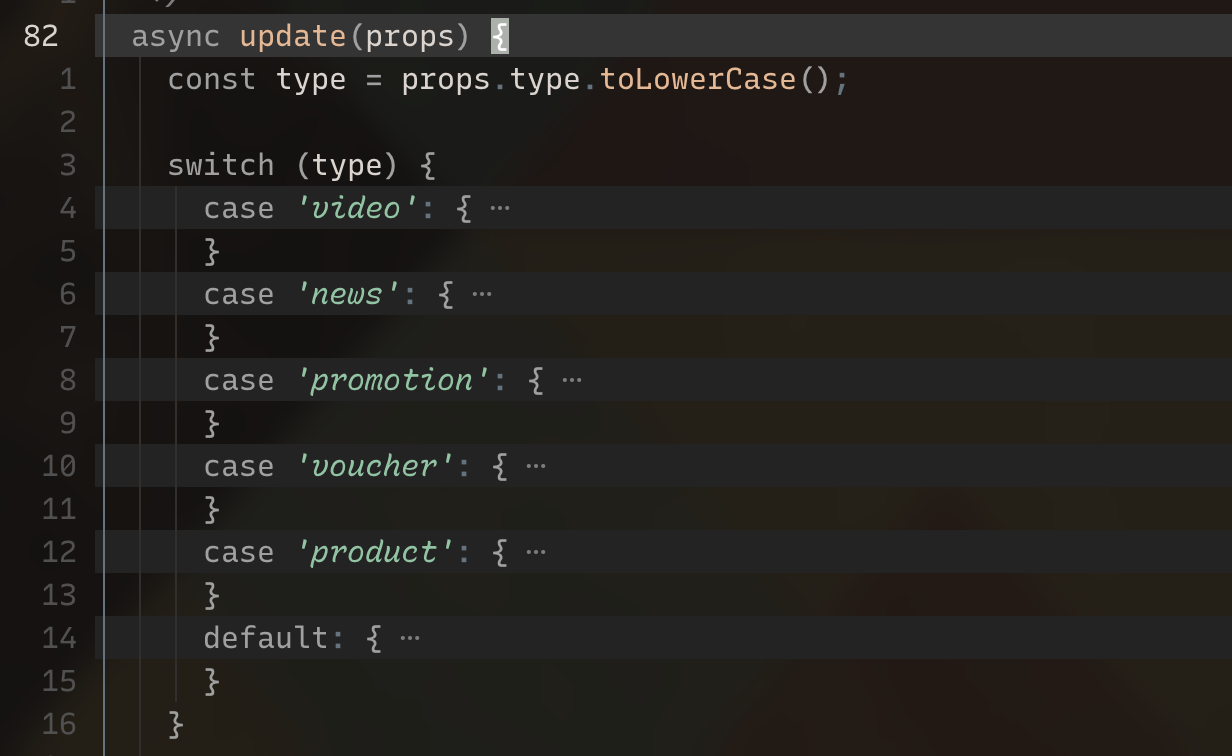 82 async update(props) {
1 const type = props.type.toLowerCase();
2
3 switch (type) {
4 case 'video': { ···
5 }
6 case 'news': { ···
7 }
8 case 'promotion': { ···
9 }
10 case 'voucher': { ···
11 }
12 case 'product': { ···
13 }
14 default: { ···
15 }
16 }